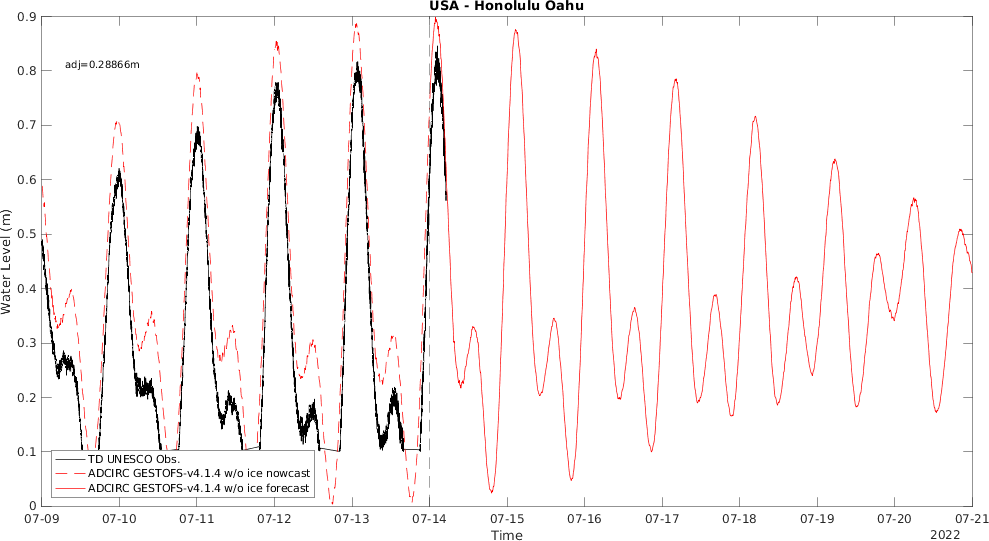 USA - Honolulu Oahu
adj=0.28866m
Water Level (m)
0.9
0.8
0.7
0.6
0.5
0.4
0.3
0.2
0.1
0
TD UNESCO Obs.
ADCIRC GESTOFS-v4.1.4 w/o ice nowcast
ADCIRC GESTOFS-v4.1.4 w/o ice forecast
07-09 07-10 07-11 07-12 07-13 07-14 07-15 07-16 07-17 07-18 07-19 07-20 07-21
Time
2022